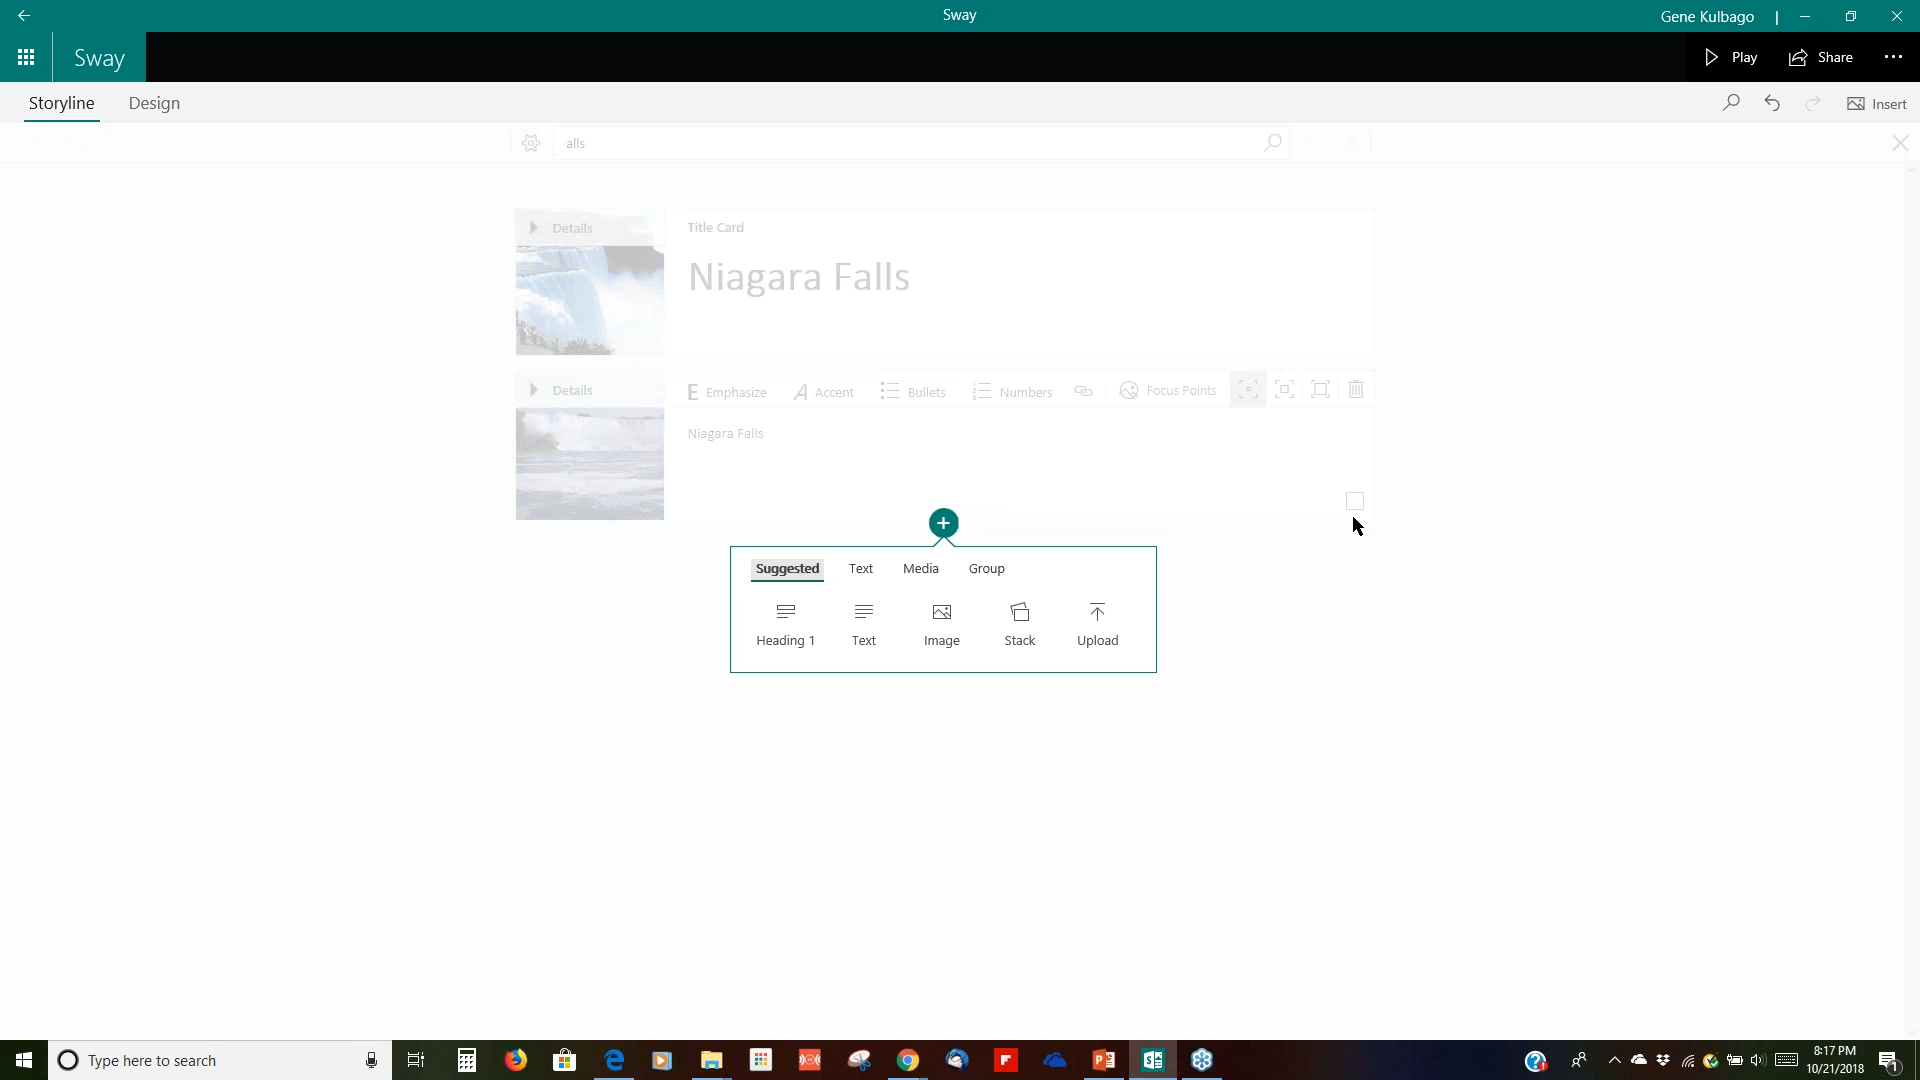 Sway
Gene Kulbago
Sway
Play
Share
Storyline
Design
Insert
alls
Details
Title Card
Niagara Falls
Details
E Emphasize
A Accent
Bullets
Numbers
Focus Points
Niagara Falls
Suggested
Text
Media
Group
Heading 1
Text
Image
Stack
Upload
Type here to search
8:17 PM
10/21/2018